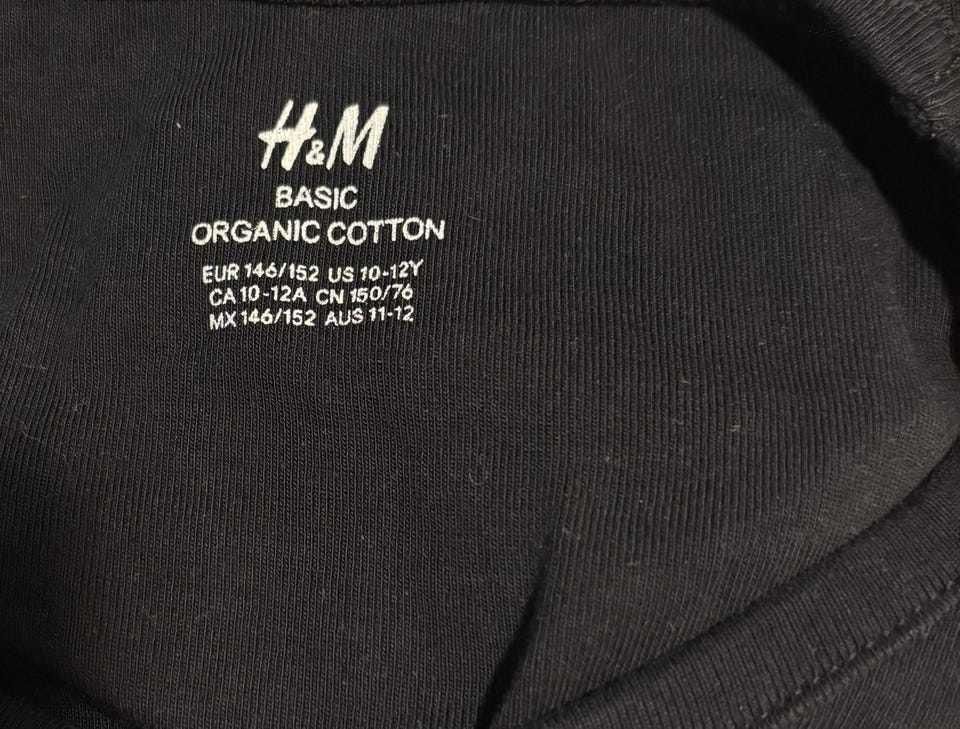 H&M
BASIC
ORGANIC COTTON
EUR 146/152 US 10-12Y
CA 10-12A CN 150/76
MX 146/152 AUS 11-12